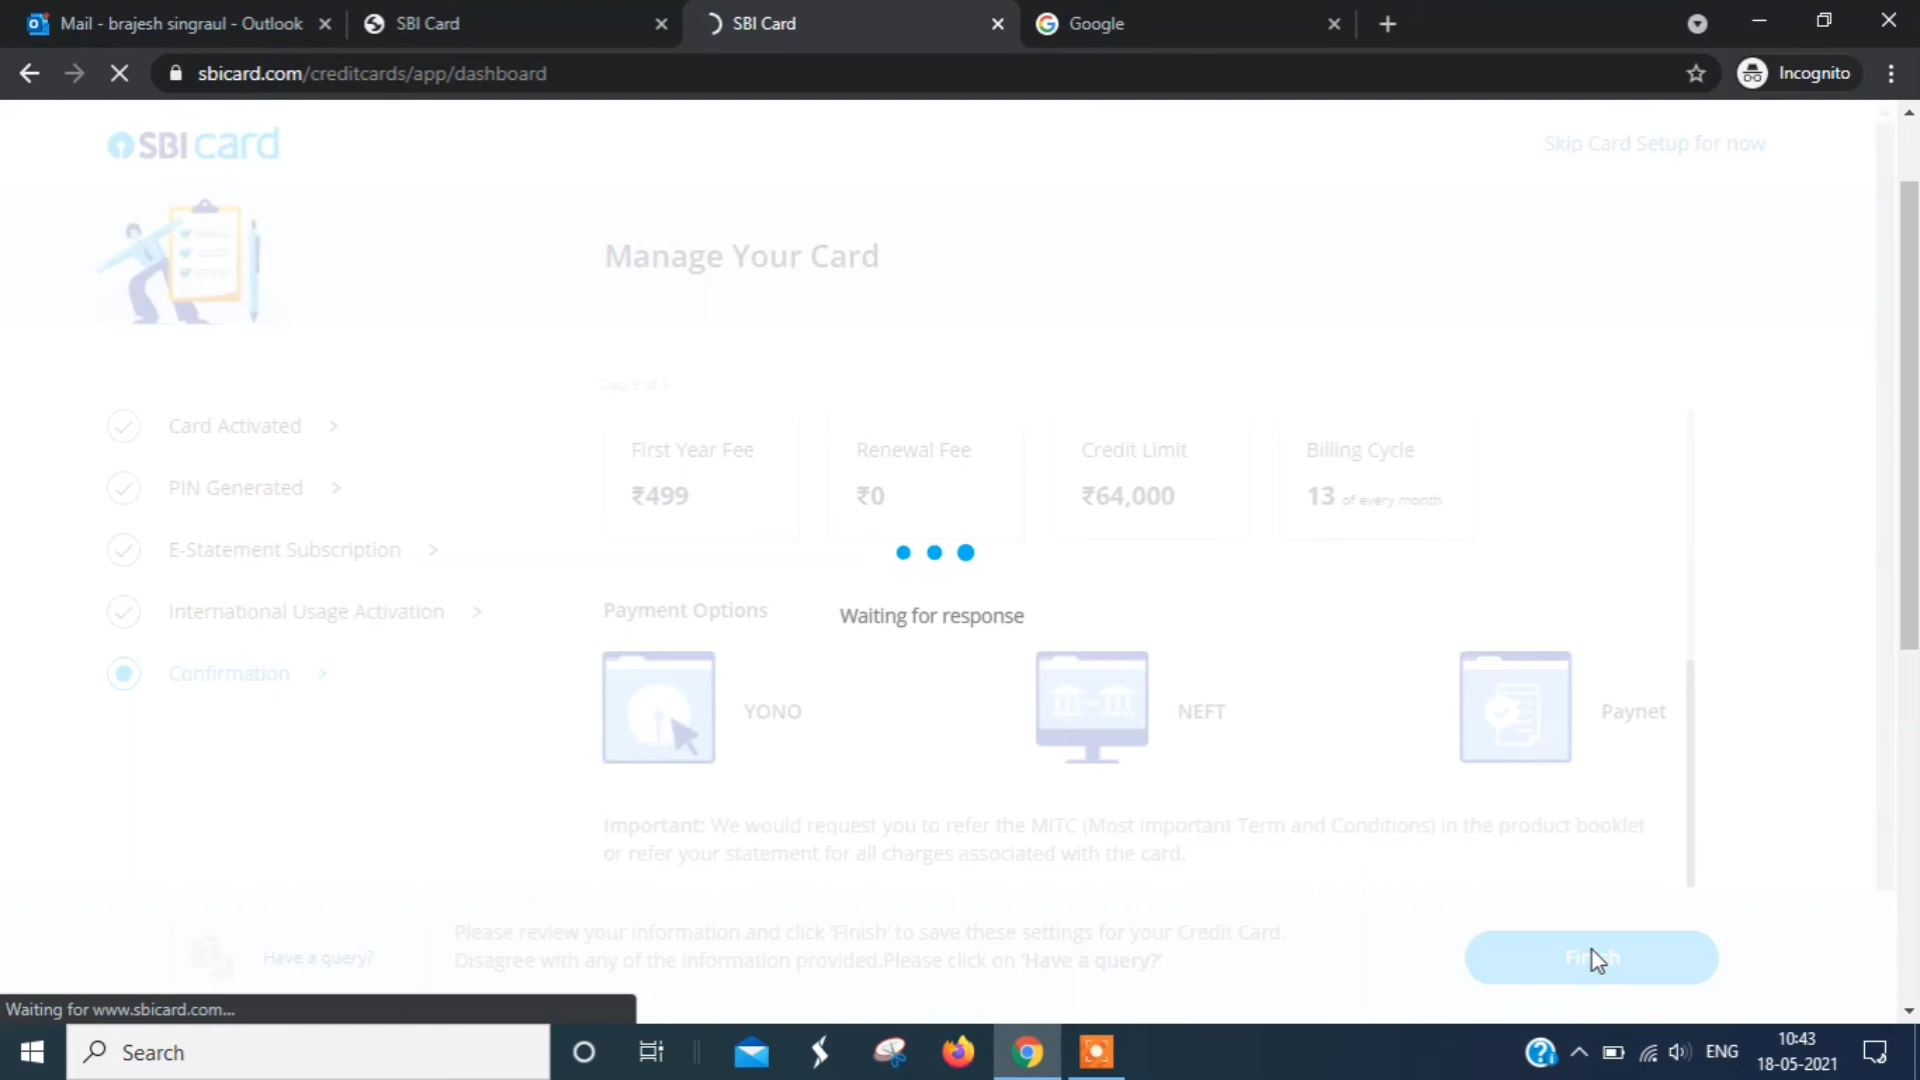 Mail - brajesh singraul - Outlook
SBI Card
SBI Card
Google
sbicard.com/creditcards/app/dashboard
Incognito
SBI card
Skip Card Setup for now
Manage Your Card
Step 5 of 5
Card Activated >
First Year Fee
₹499
Renewal Fee
₹0
Credit Limit
₹64,000
Billing Cycle
13 of every month
PIN Generated >
E-Statement Subscription >
International Usage Activation >
Confirmation >
Payment Options
Waiting for response
YONO
NEFT
Paynet
Important: We would request you to refer the MITC (Most Important Term and Conditions) in the product booklet
or refer your statement for all charges associated with the card.
Have a query?
Please review your information and click 'Finish' to save these settings for your Credit Card.
Disagree with any of the information provided.Please click on 'Have a query?'
Finish
Waiting for www.sbicard.com...
Search
ENG
10:43
18-05-2021